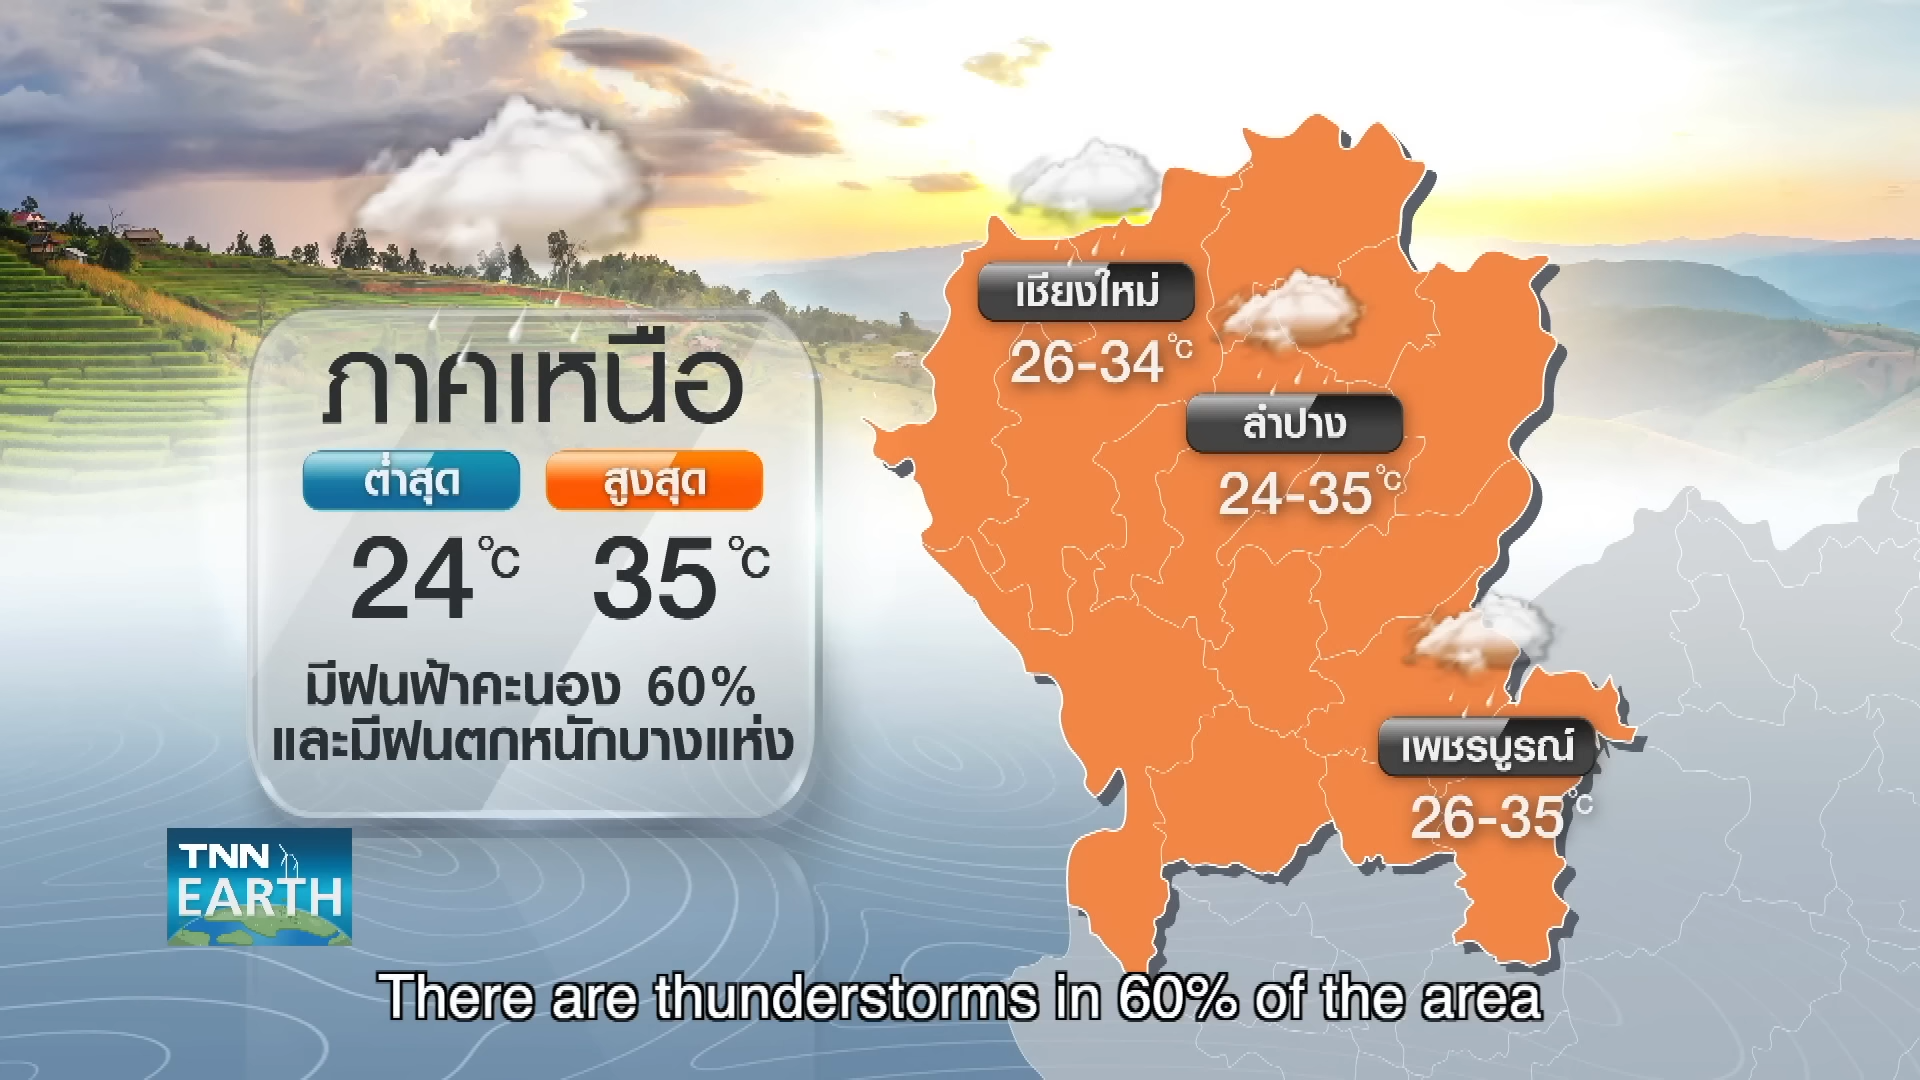 ภาคเหนือ
ต่ำสุด สูงสุด
24°C 35°C
มีฝนฟ้าคะนอง 60%
และมีฝนตกหนักบางแห่ง
เชียงใหม่
26-34°C
ลำปาง
24-35°C
เพชรบูรณ์
26-35°C
TNN
EARTH
There are thunderstorms in 60% of the area